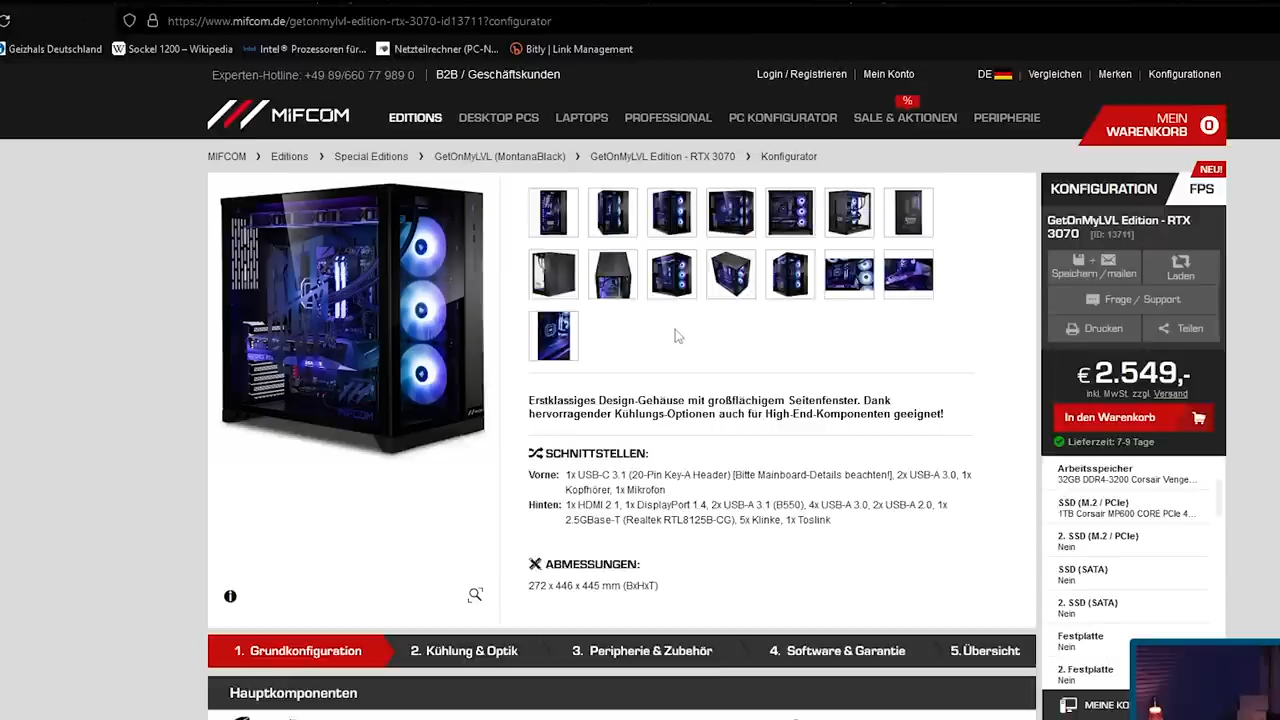 https://www.mifcom.de/getonmylvl-edition-rtx-3070-id13711?configurator
Geizhals Deutschland
Sockel 1200 – Wikipedia
Intel® Prozessoren für...
Netzteilrechner (PC-N...
Bitly | Link Management
Experten-Hotline: +49 89/660 77 989 0
B2B / Geschäftskunden
Login / Registrieren
Mein Konto
DE
Vergleichen
Merken
Konfigurationen
MIFCOM
EDITIONS
DESKTOP PCS
LAPTOPS
PROFESSIONAL
PC KONFIGURATOR
%
SALE & AKTIONEN
PERIPHERIE
MEIN
WARENKORB
0
MIFCOM > Editions > Special Editions > GetOnMyLVL (MontanaBlack) > GetOnMyLVL Edition - RTX 3070 > Konfigurator
Erstklassiges Design-Gehäuse mit großflächigem Seitenfenster. Dank
hervorragender Kühlungs-Optionen auch für High-End-Komponenten geeignet!
SCHNITTSTELLEN:
Vorne: 1x USB-C 3.1 (20-Pin Key-A Header) [Bitte Mainboard-Details beachten!], 2x USB-A 3.0, 1x
Kopfhörer, 1x Mikrofon
Hinten: 1x HDMI 2.1, 1x DisplayPort 1.4, 2x USB-A 3.1 (B550), 4x USB-A 3.0, 2x USB-A 2.0, 1x
2.5GBase-T (Realtek RTL8125B-CG), 5x Klinke, 1x Toslink
ABMESSUNGEN:
272 x 446 x 445 mm (BxHxT)
NEU!
KONFIGURATION
FPS
GetOnMyLVL Edition - RTX
3070 [ID: 13711]
Speichern /mailen
Laden
Frage / Support
Drucken
Teilen
€ 2.549,-
inkl. MwSt. zzgl. Versand
In den Warenkorb
Lieferzeit: 7-9 Tage
Arbeitsspeicher
32GB DDR4-3200 Corsair Venge...
SSD (M.2 / PCIe)
1TB Corsair MP600 CORE PCIe 4...
2. SSD (M.2 / PCIe)
Nein
SSD (SATA)
Nein
2. SSD (SATA)
Nein
Festplatte
Nein
2. Festplatte
Nein
MEINE KO
1. Grundkonfiguration
2. Kühlung & Optik
3. Peripherie & Zubehör
4. Software & Garantie
5. Übersicht
Hauptkomponenten